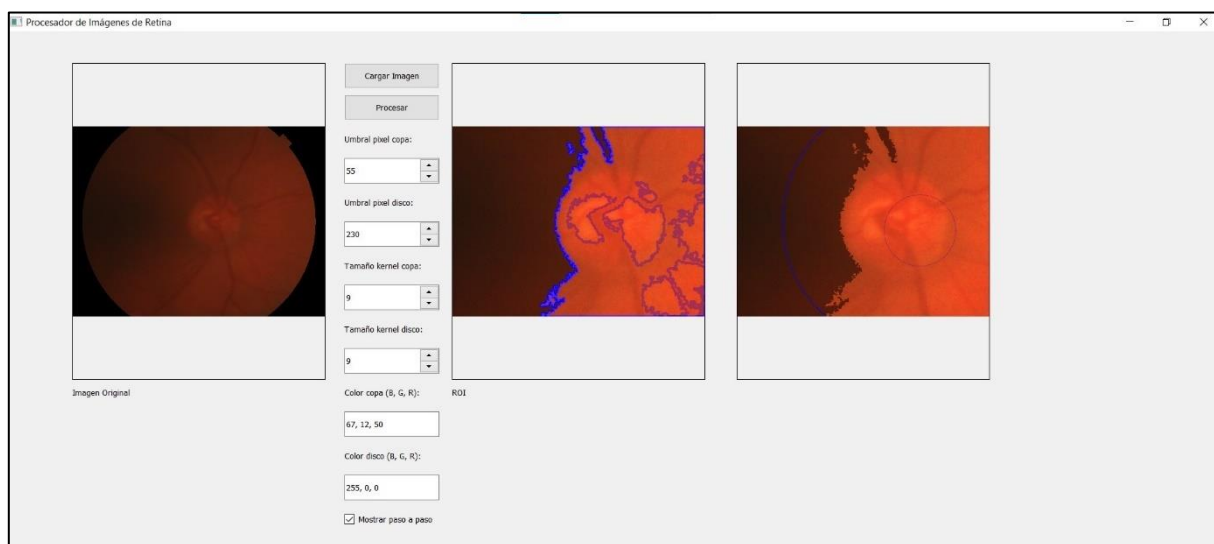 Procesador de Imágenes de Retina
Cargar Imagen
Procesar
Umbral pixel copa:
55
Umbral pixel disco:
230
Tamaño kernel copa:
9
Tamaño kernel disco:
9
Imagen Original
Color copa (B, G, R):
ROI
67, 12, 50
Color disco (B, G, R):
255, 0, 0
Mostrar paso a paso